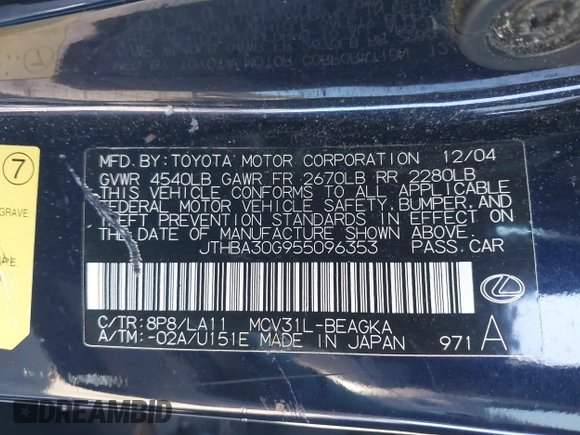 MFD. BY: TOYOTA MOTOR CORPORATION 12/04
GVWR 4540LB GAWR FR 2670LB RR 2280LB
THIS VEHICLE CONFORMS TO ALL APPLICABLE
FEDERAL MOTOR VEHICLE SAFETY, BUMPER, AND
THEFT PREVENTION STANDARDS IN EFFECT ON
THE DATE OF MANUFACTURE SHOWN ABOVE.
JTHBA30G955096353 PASS. CAR
C/TR: 8P8/LA11 MCV31L-BEAGKA
A/TM: -02A/U151E MADE IN JAPAN 971 A
7
GRAVE:
DREAMBID